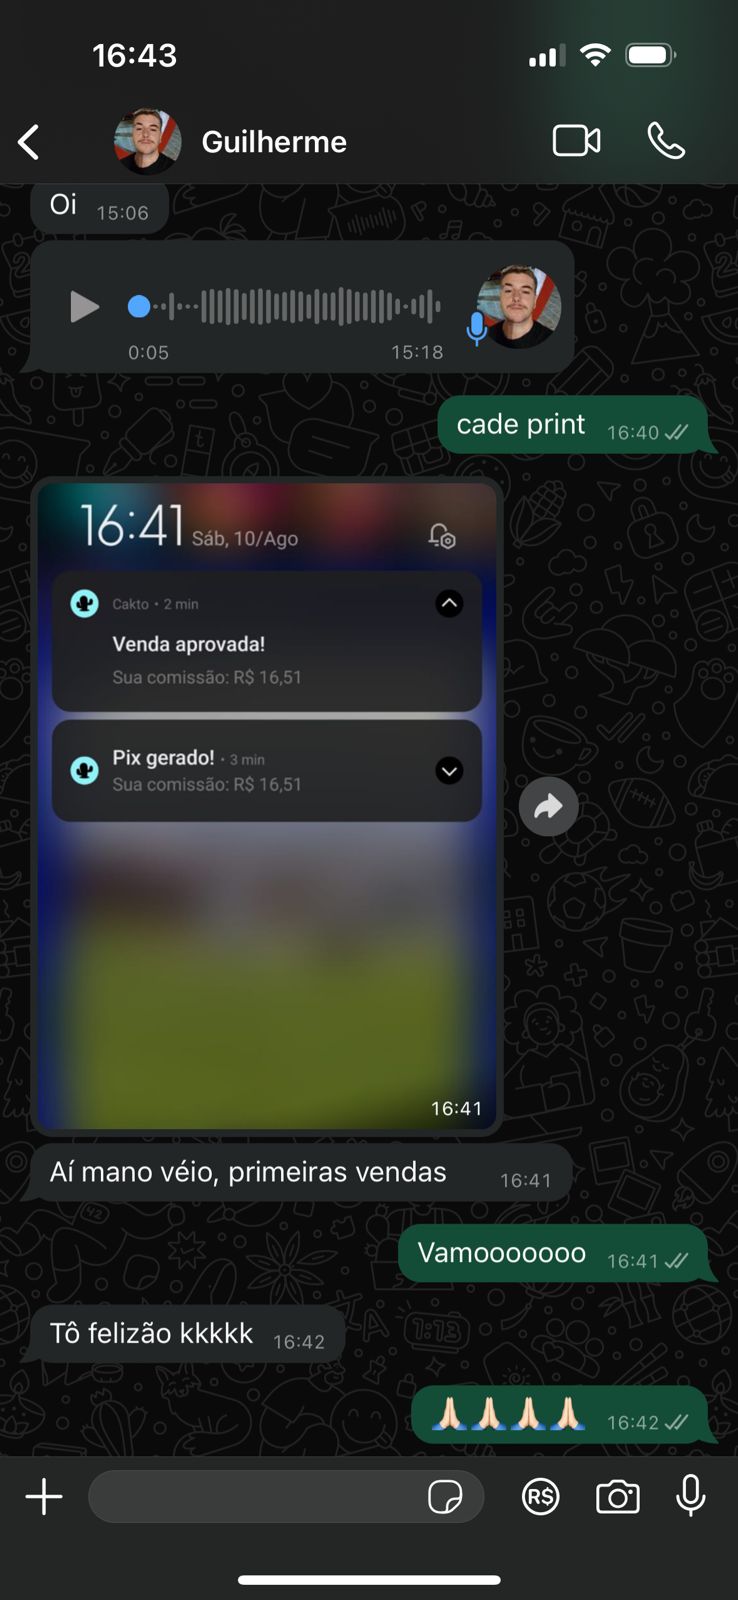 16:43
Guilherme
Oi 15:06
0:05 15:18
cade print 16:40
16:41 Sáb, 10/Ago
Cakto • 2 min
Venda aprovada!
Sua comissão: R$ 16,51
Pix gerado! • 3 min
Sua comissão: R$ 16,51
16:41
Aí mano véio, primeiras vendas 16:41
Vamooooooo 16:41
Tô felizão kkkkk 16:42
🙏🏻🙏🏻🙏🏻🙏🏻 16:42
R$